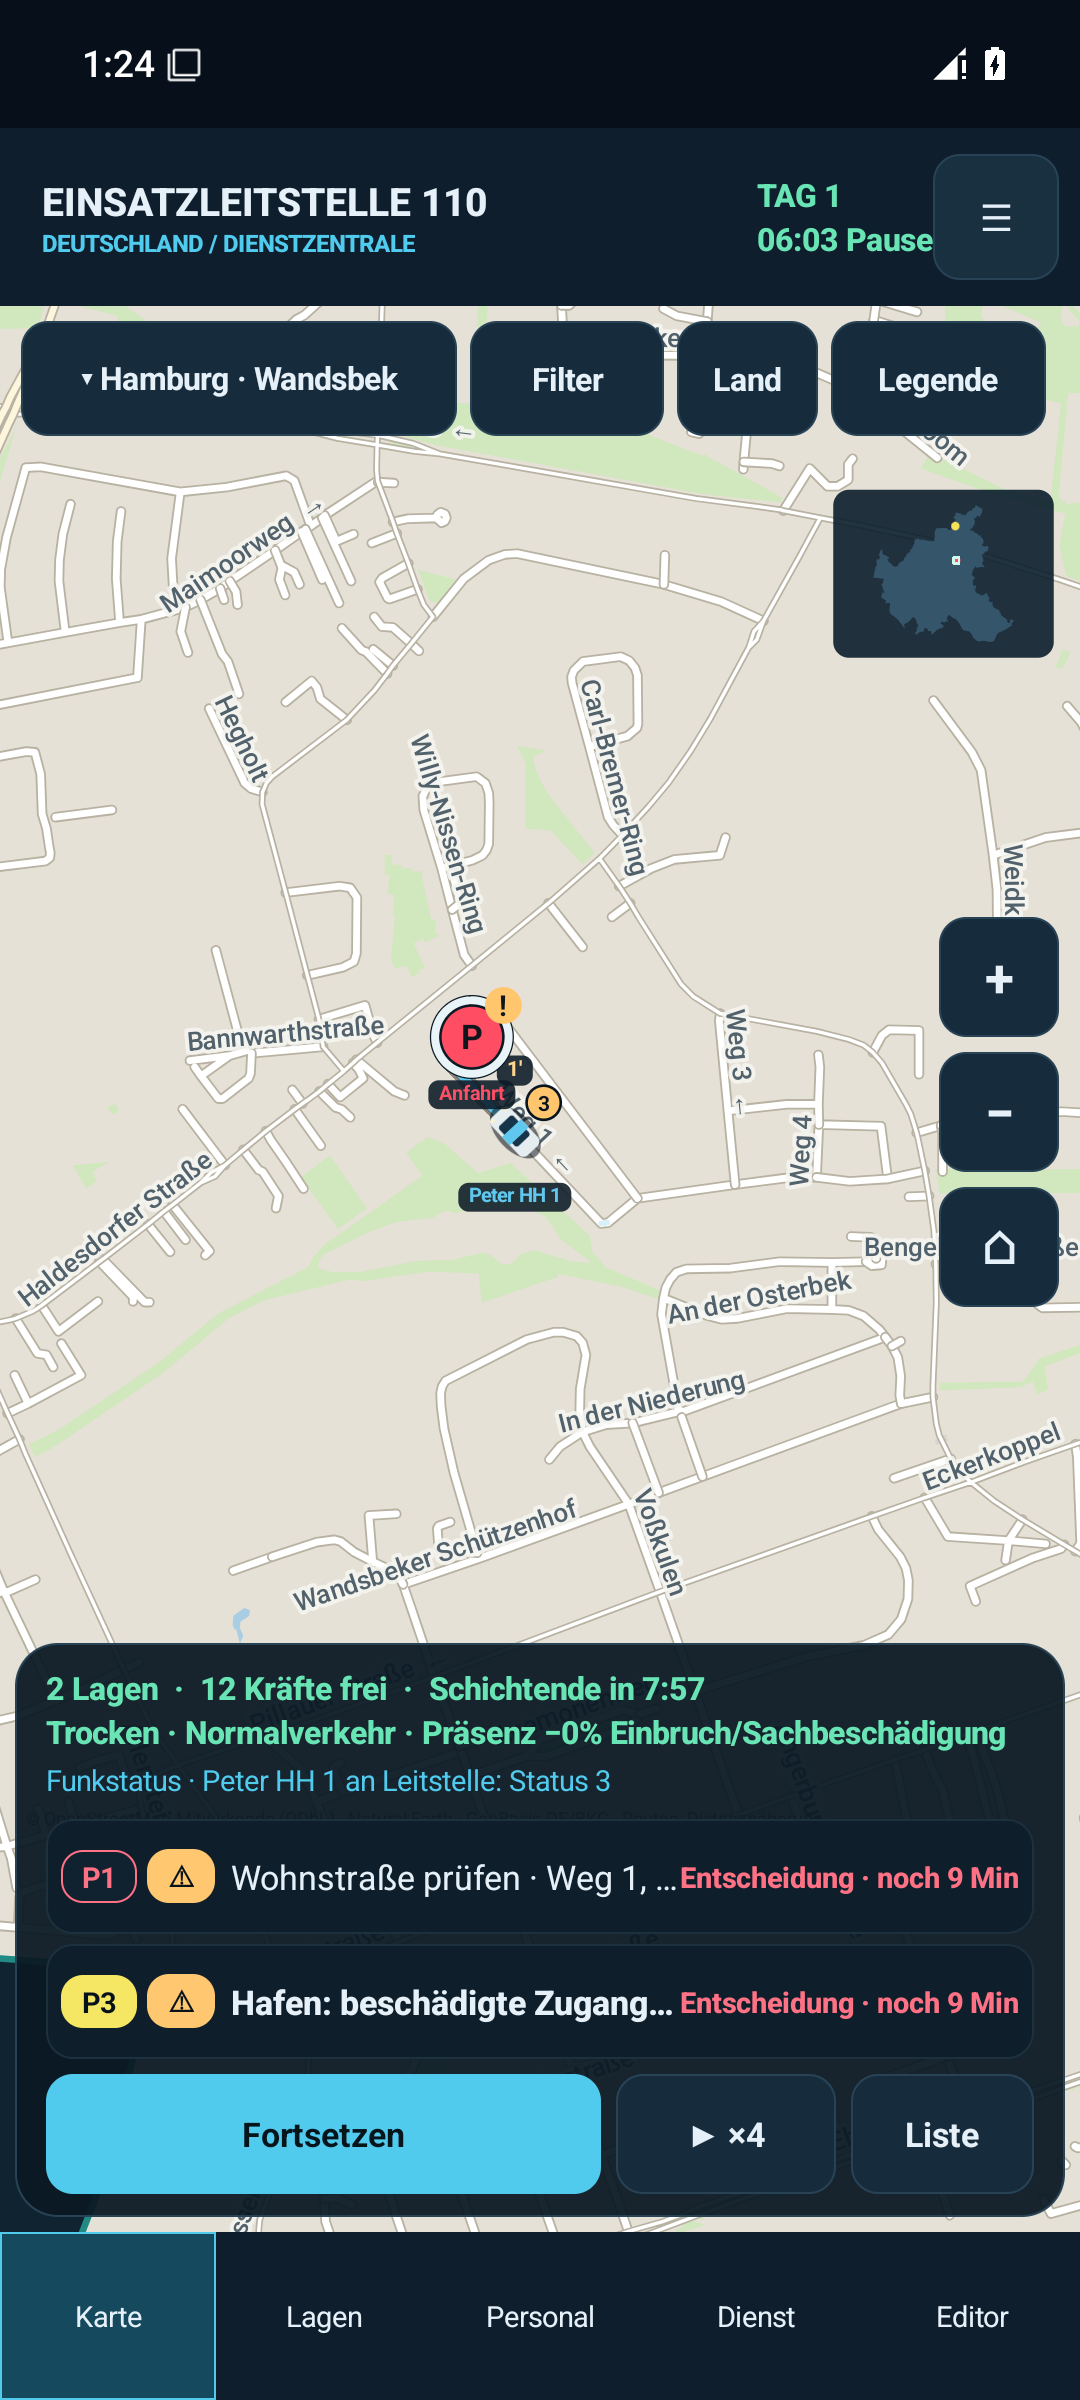 1:24
EINSATZLEITSTELLE 110
DEUTSCHLAND / DIENSTZENTRALE
TAG 1
06:03 Pause
☰
▾ Hamburg · Wandsbek
Filter
Land
Legende
←
Maimoorweg →
Hegholt
Willy-Nissen-Ring
Carl-Bremer-Ring
Weidk
+
−
Bannwarthstraße
P
!
1'
Anfahrt
3
Weg 1
←
Peter HH 1
Weg 3 ←
Weg 4
Haldesdorfer Straße
Benge
An der Osterbek
In der Niederung
Eckerkoppel
Voßkulen
Wandsbeker Schützenhof
2 Lagen · 12 Kräfte frei · Schichtende in 7:57
Trocken · Normalverkehr · Präsenz −0% Einbruch/Sachbeschädigung
Funkstatus · Peter HH 1 an Leitstelle: Status 3
P1 ⚠ Wohnstraße prüfen · Weg 1, … Entscheidung · noch 9 Min
P3 ⚠ Hafen: beschädigte Zugang… Entscheidung · noch 9 Min
Fortsetzen
▶ ×4
Liste
Karte
Lagen
Personal
Dienst
Editor